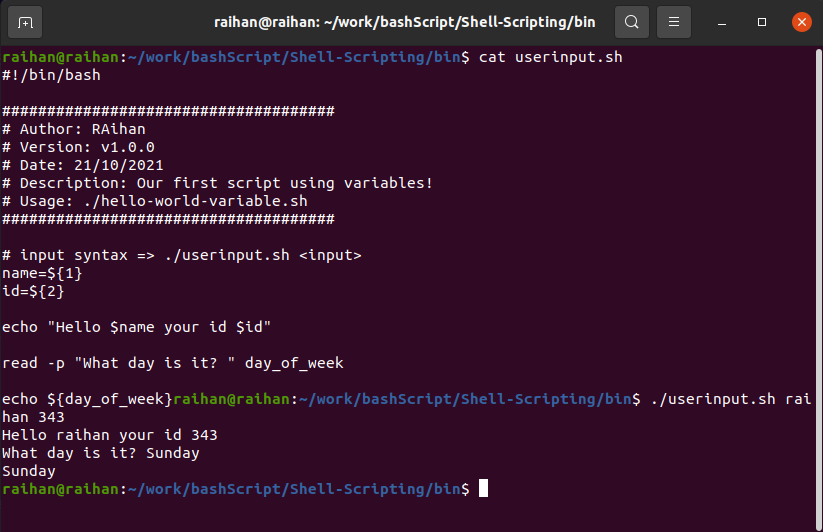 raihan@raihan: ~/work/bashScript/Shell-Scripting/bin
raihan@raihan:~/work/bashScript/Shell-Scripting/bin$ cat userinput.sh
#!/bin/bash
#####################################
# Author: RAihan
# Version: v1.0.0
# Date: 21/10/2021
# Description: Our first script using variables!
# Usage: ./hello-world-variable.sh
#####################################
# input syntax => ./userinput.sh <input>
name=${1}
id=${2}
echo "Hello $name your id $id"
read -p "What day is it? " day_of_week
echo ${day_of_week}raihan@raihan:~/work/bashScript/Shell-Scripting/bin$ ./userinput.sh rai
han 343
Hello raihan your id 343
What day is it? Sunday
Sunday
raihan@raihan:~/work/bashScript/Shell-Scripting/bin$